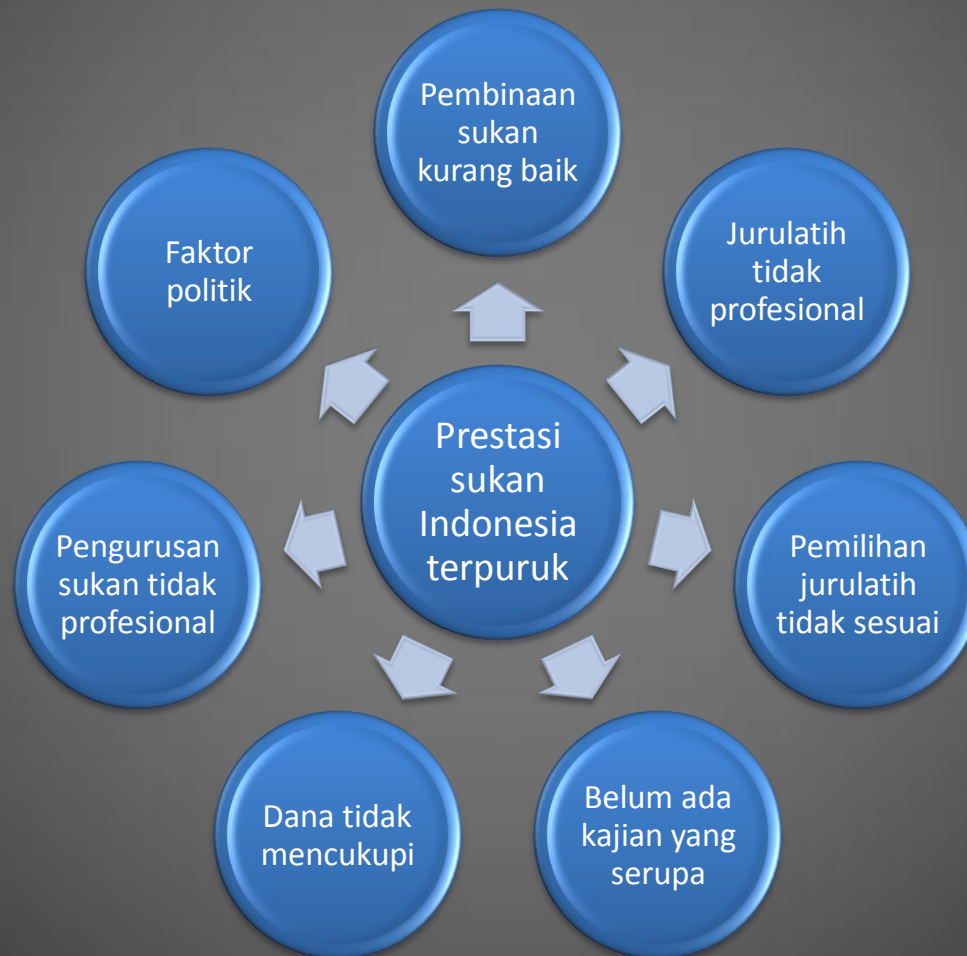 Pembinaan
sukan
kurang baik
Jurulatih
tidak
profesional
Pemilihan
jurulatih
tidak sesuai
Belum ada
kajian yang
serupa
Dana tidak
mencukupi
Pengurusan
sukan tidak
profesional
Faktor
politik
Prestasi
sukan
Indonesia
terpuruk